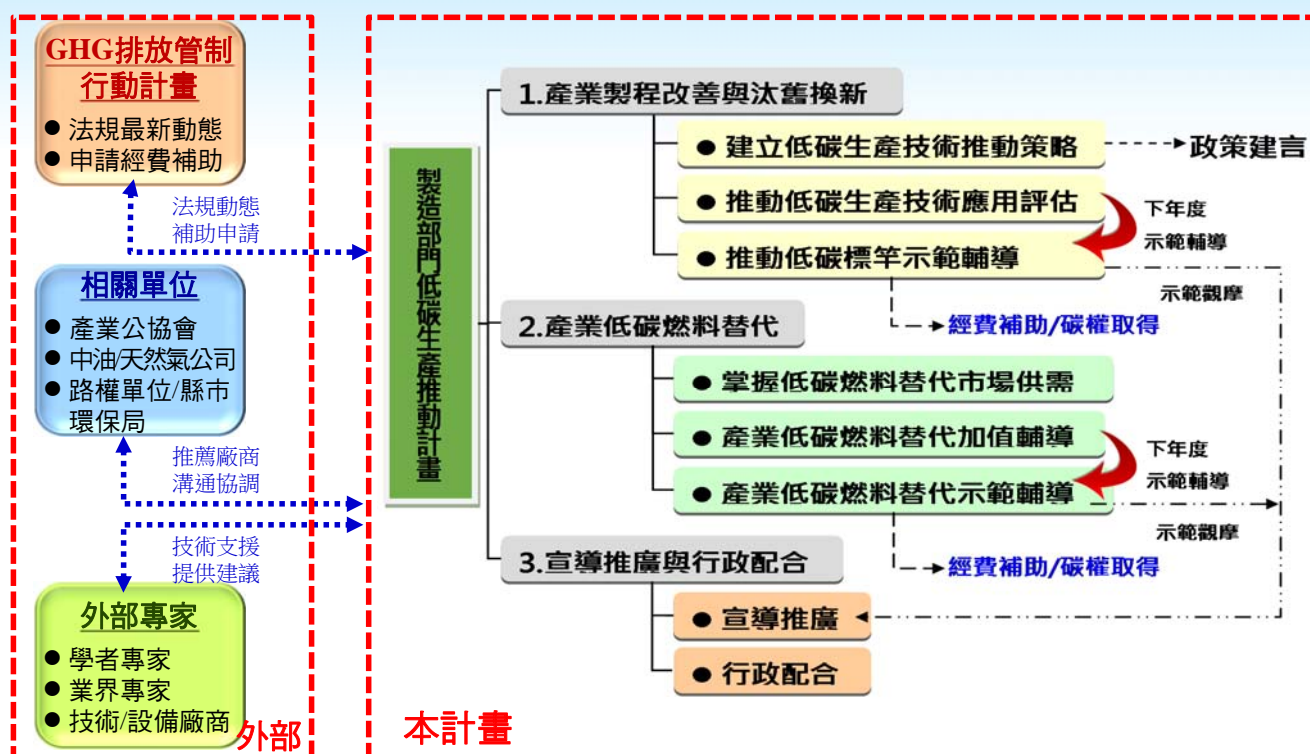 GHG排放管制
行動計畫
● 法規最新動態
● 申請經費補助
法規動態
補助申請
相關單位
● 產業公協會
● 中油/天然氣公司
● 路權單位/縣市
環保局
推薦廠商
溝通協調
技術支援
提供建議
外部專家
● 學者專家
● 業界專家
● 技術/設備廠商
外部
製造部門低碳生產推動計畫
1.產業製程改善與汰舊換新
● 建立低碳生產技術推動策略
政策建言
● 推動低碳生產技術應用評估
下年度
示範輔導
● 推動低碳標竿示範輔導
示範觀摩
經費補助/碳權取得
2.產業低碳燃料替代
● 掌握低碳燃料替代市場供需
● 產業低碳燃料替代加值輔導
下年度
示範輔導
● 產業低碳燃料替代示範輔導
示範觀摩
經費補助/碳權取得
3.宣導推廣與行政配合
● 宣導推廣
● 行政配合
本計畫